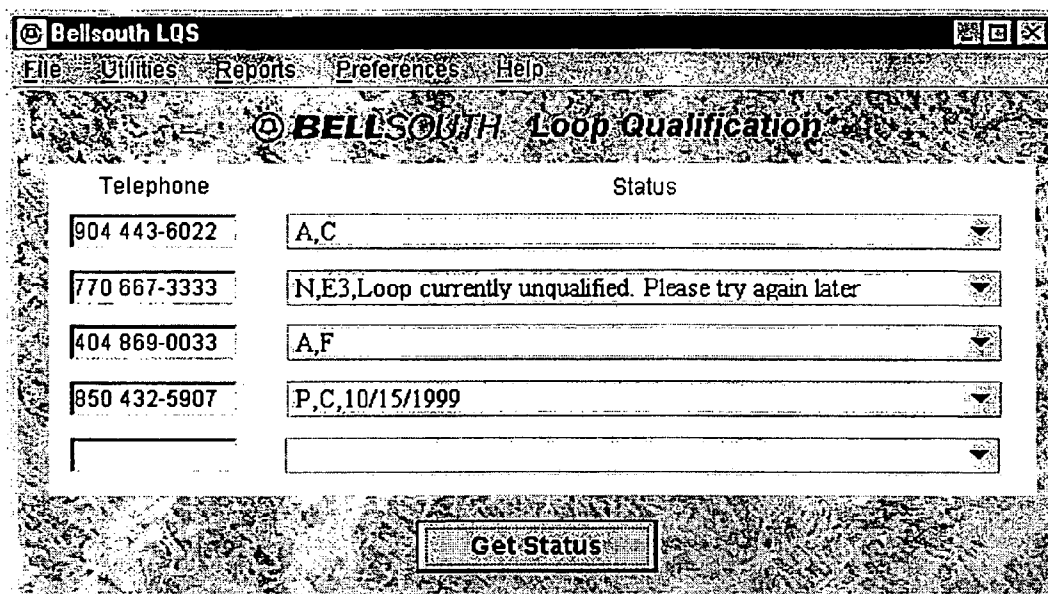 Bellsouth LQS
File Utilities Reports Preferences Help
BELLSOUTH Loop Qualification
Telephone Status
904 443-6022 A,C
770 667-3333 N,E3,Loop currently unqualified. Please try again later
404 869-0033 A,F
850 432-5907 P,C,10/15/1999
Get Status